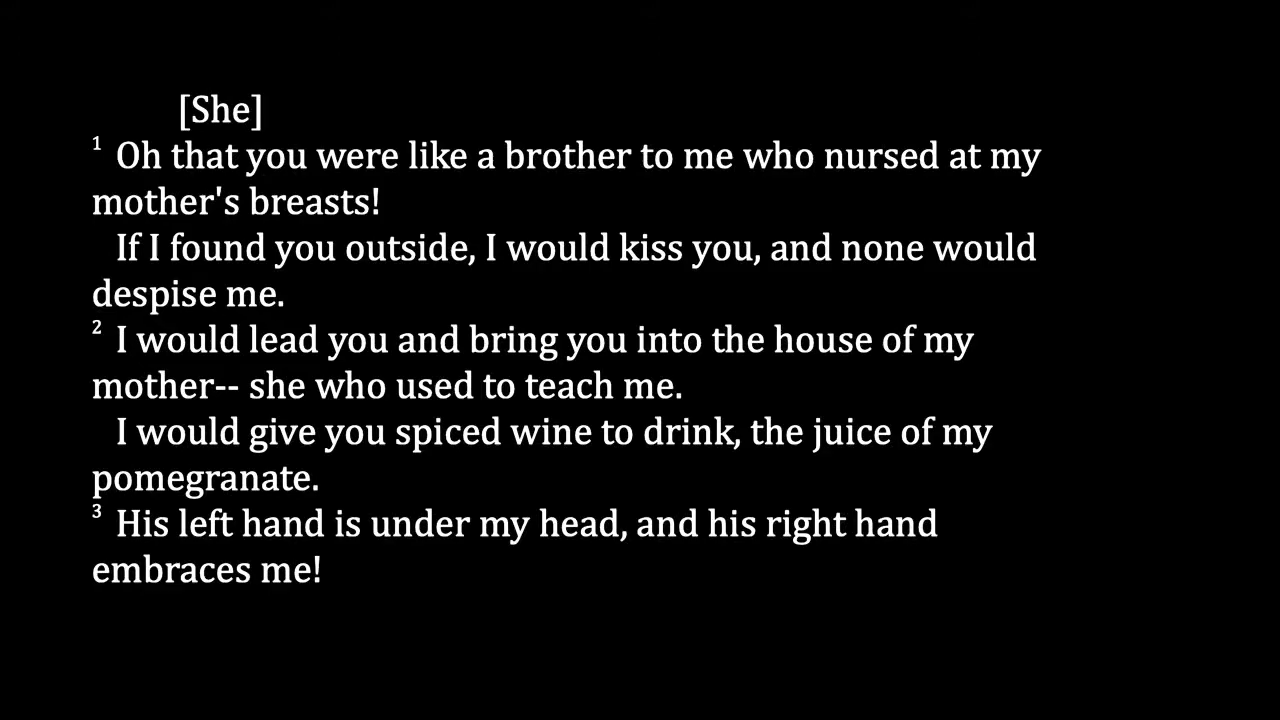 [She]
1 Oh that you were like a brother to me who nursed at my
mother's breasts!
If I found you outside, I would kiss you, and none would
despise me.
2 I would lead you and bring you into the house of my
mother-- she who used to teach me.
I would give you spiced wine to drink, the juice of my
pomegranate.
3 His left hand is under my head, and his right hand
embraces me!